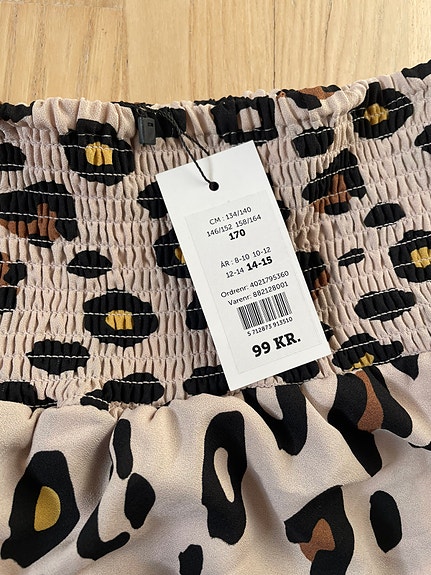 CM : 134/140
146/152 158/164
170
ÅR : 8-10 10-12
12-14 14-15
Ordrenr: 4021795360
Varenr: 882128001
5 712873 913510
99 KR.